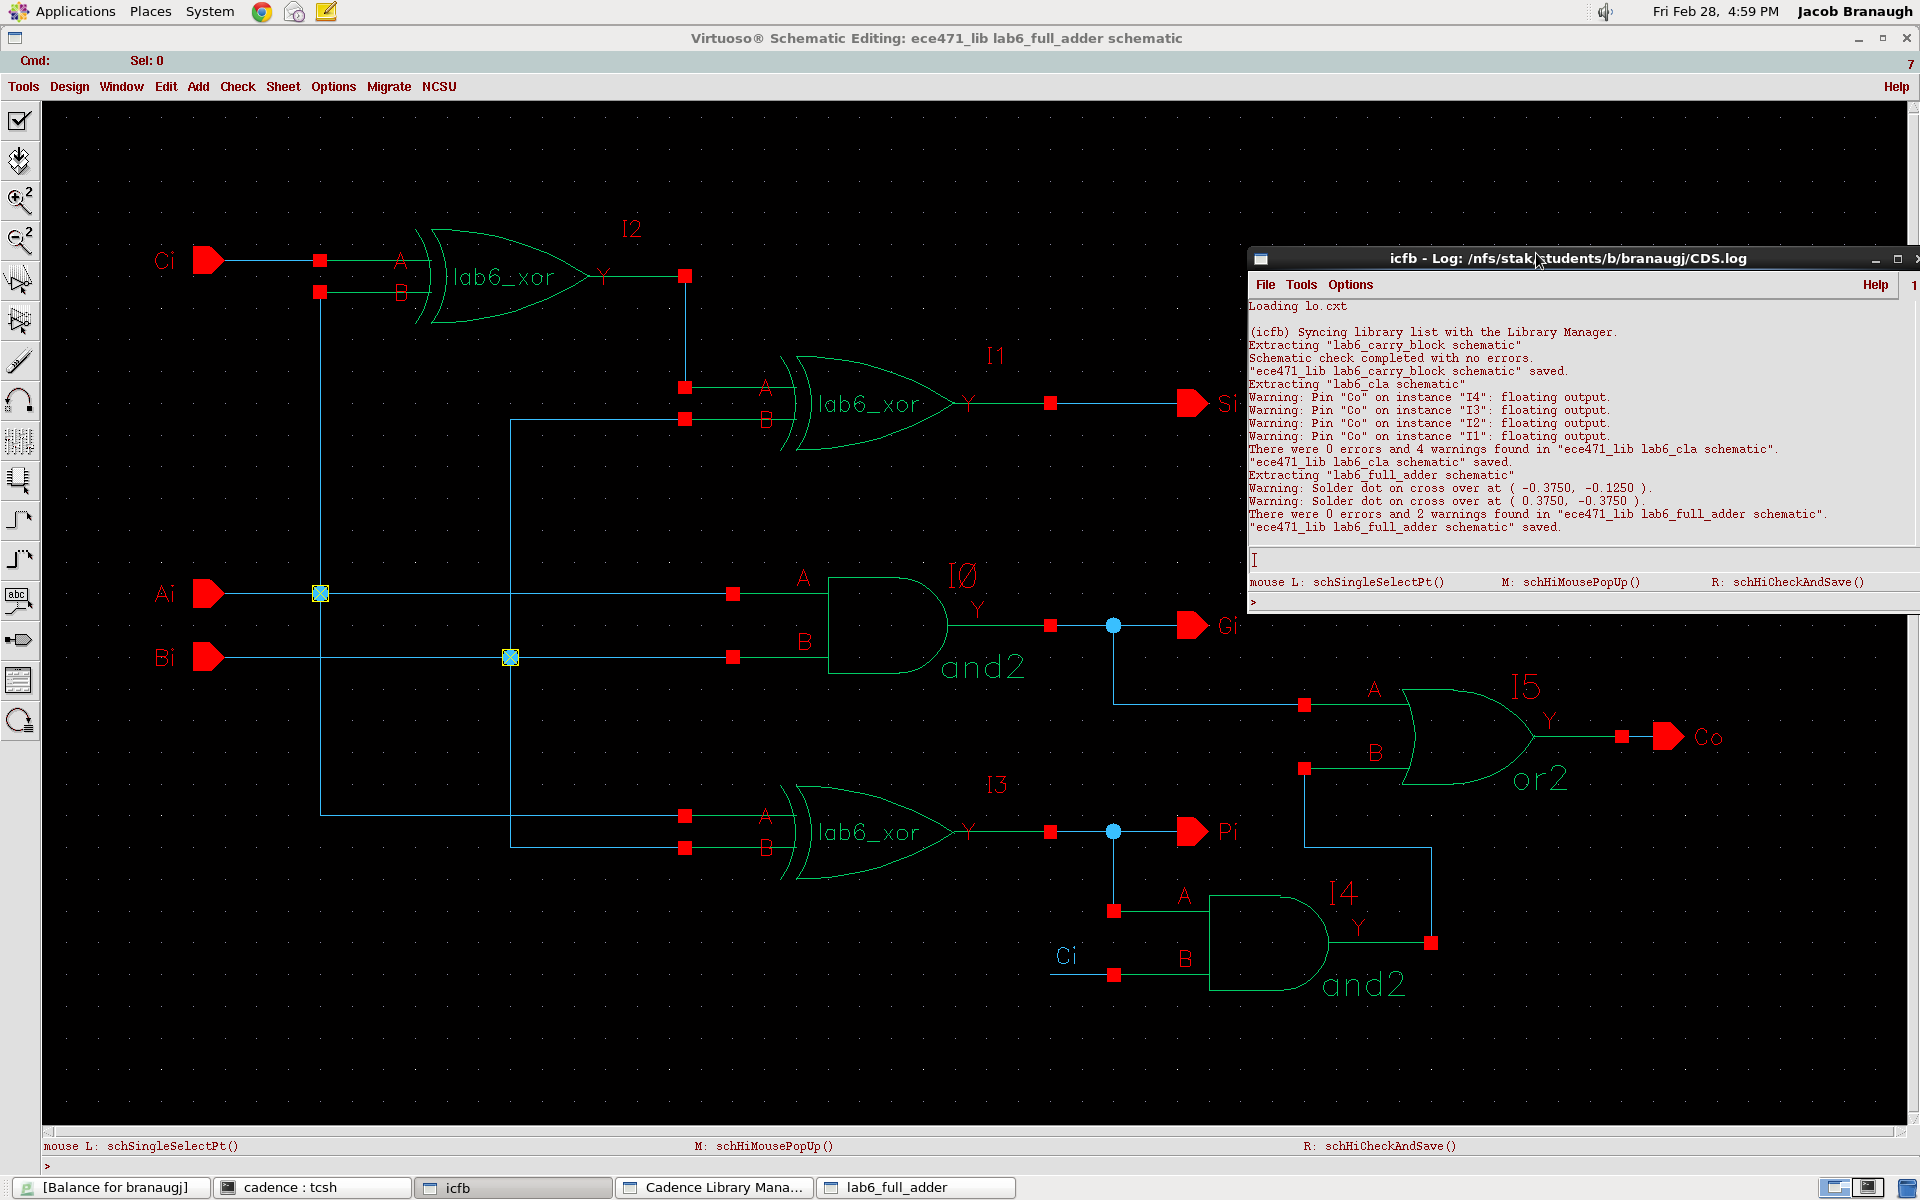 Applications Places System
Fri Feb 28, 4:59 PM Jacob Branaugh
Virtuoso® Schematic Editing: ece471_lib lab6_full_adder schematic
Cmd: Sel: 0
7
Tools Design Window Edit Add Check Sheet Options Migrate NCSU Help
2
2
abc
I2
Ci
A
B
lab6_xor
Y
I1
A
B
lab6_xor
Y
Si
Ai
Bi
I0
A
B
Y
and2
Gi
I3
A
B
lab6_xor
Y
Pi
I5
A
B
Y
or2
Co
I4
A
Ci
B
Y
and2
icfb - Log: /nfs/stak/students/b/branaugj/CDS.log
File Tools Options Help 1
Loading lo.cxt
(icfb) Syncing library list with the Library Manager.
Extracting "lab6_carry_block schematic"
Schematic check completed with no errors.
"ece471_lib lab6_carry_block schematic" saved.
Extracting "lab6_cla schematic"
Warning: Pin "Co" on instance "I4": floating output.
Warning: Pin "Co" on instance "I3": floating output.
Warning: Pin "Co" on instance "I2": floating output.
Warning: Pin "Co" on instance "I1": floating output.
There were 0 errors and 4 warnings found in "ece471_lib lab6_cla schematic".
"ece471_lib lab6_cla schematic" saved.
Extracting "lab6_full_adder schematic"
Warning: Solder dot on cross over at ( -0.3750, -0.1250 ).
Warning: Solder dot on cross over at ( 0.3750, -0.3750 ).
There were 0 errors and 2 warnings found in "ece471_lib lab6_full_adder schematic".
"ece471_lib lab6_full_adder schematic" saved.
mouse L: schSingleSelectPt() M: schHiMousePopUp() R: schHiCheckAndSave()
>
mouse L: schSingleSelectPt() M: schHiMousePopUp() R: schHiCheckAndSave()
>
[Balance for branaugj] cadence : tcsh icfb Cadence Library Mana... lab6_full_adder